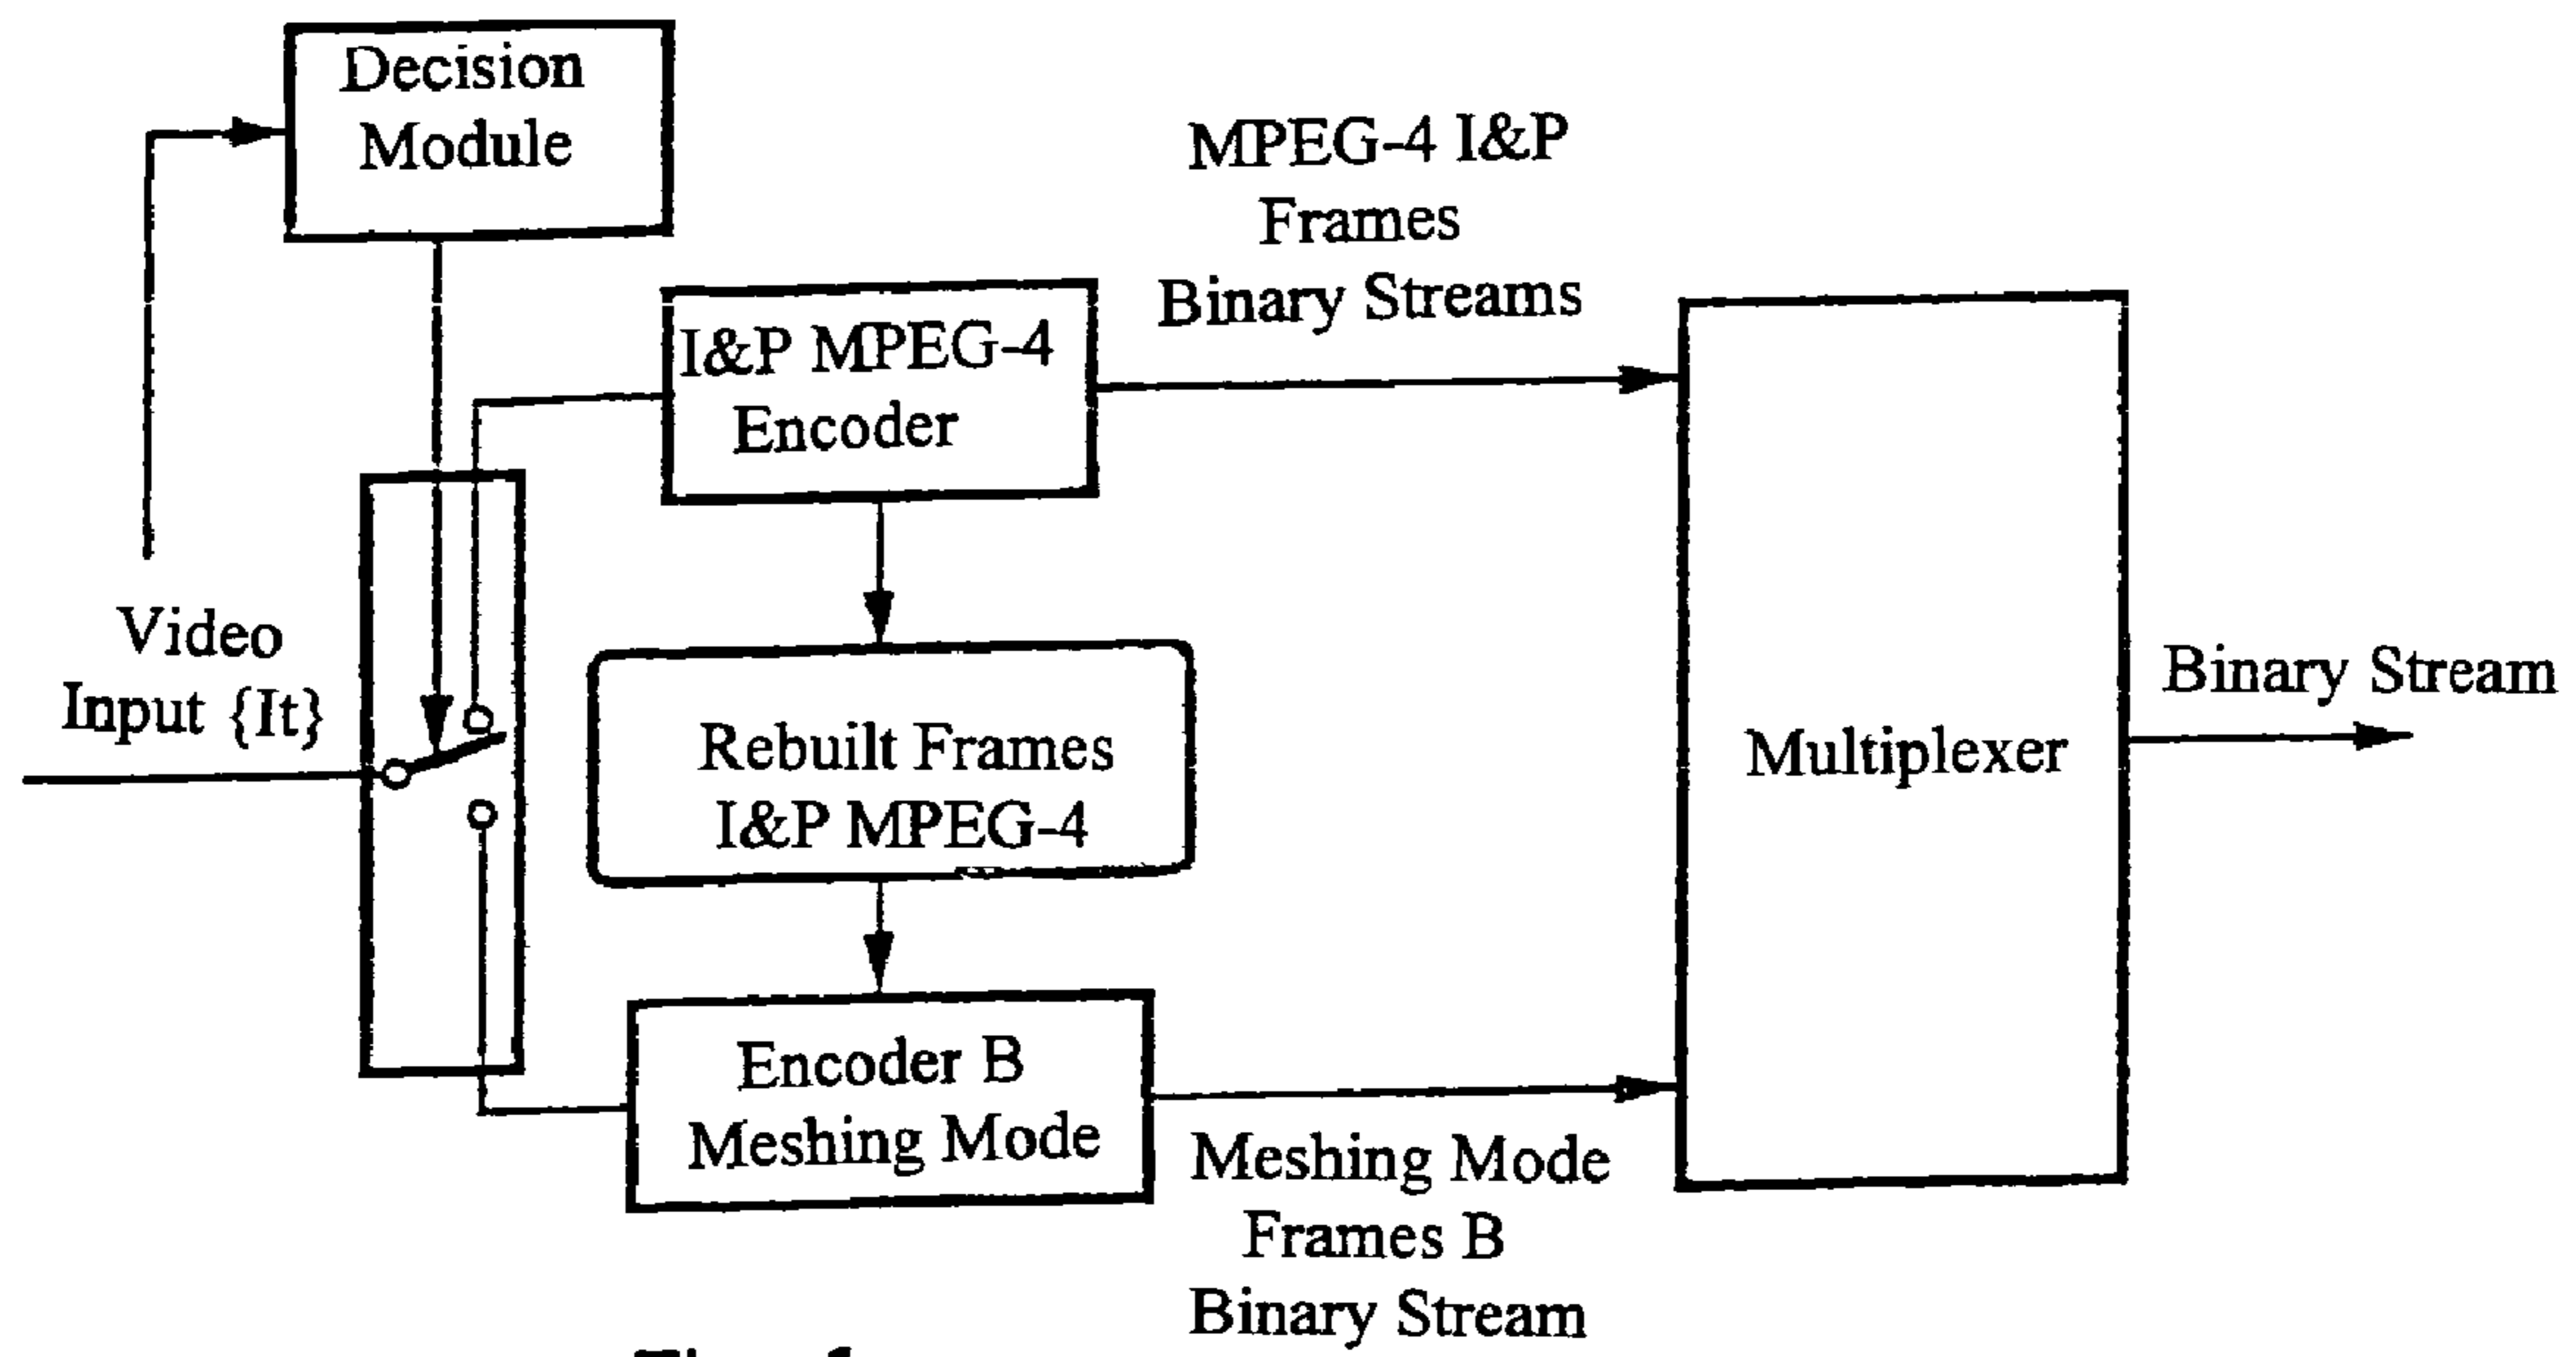 Decision
Module
MPEG-4 I&P
Frames
Binary Streams
I&P MPEG-4
Encoder
Video
Input {It}
Rebuilt Frames
I&P MPEG-4
Multiplexer
Binary Stream
Encoder B
Meshing Mode
Meshing Mode
Frames B
Binary Stream